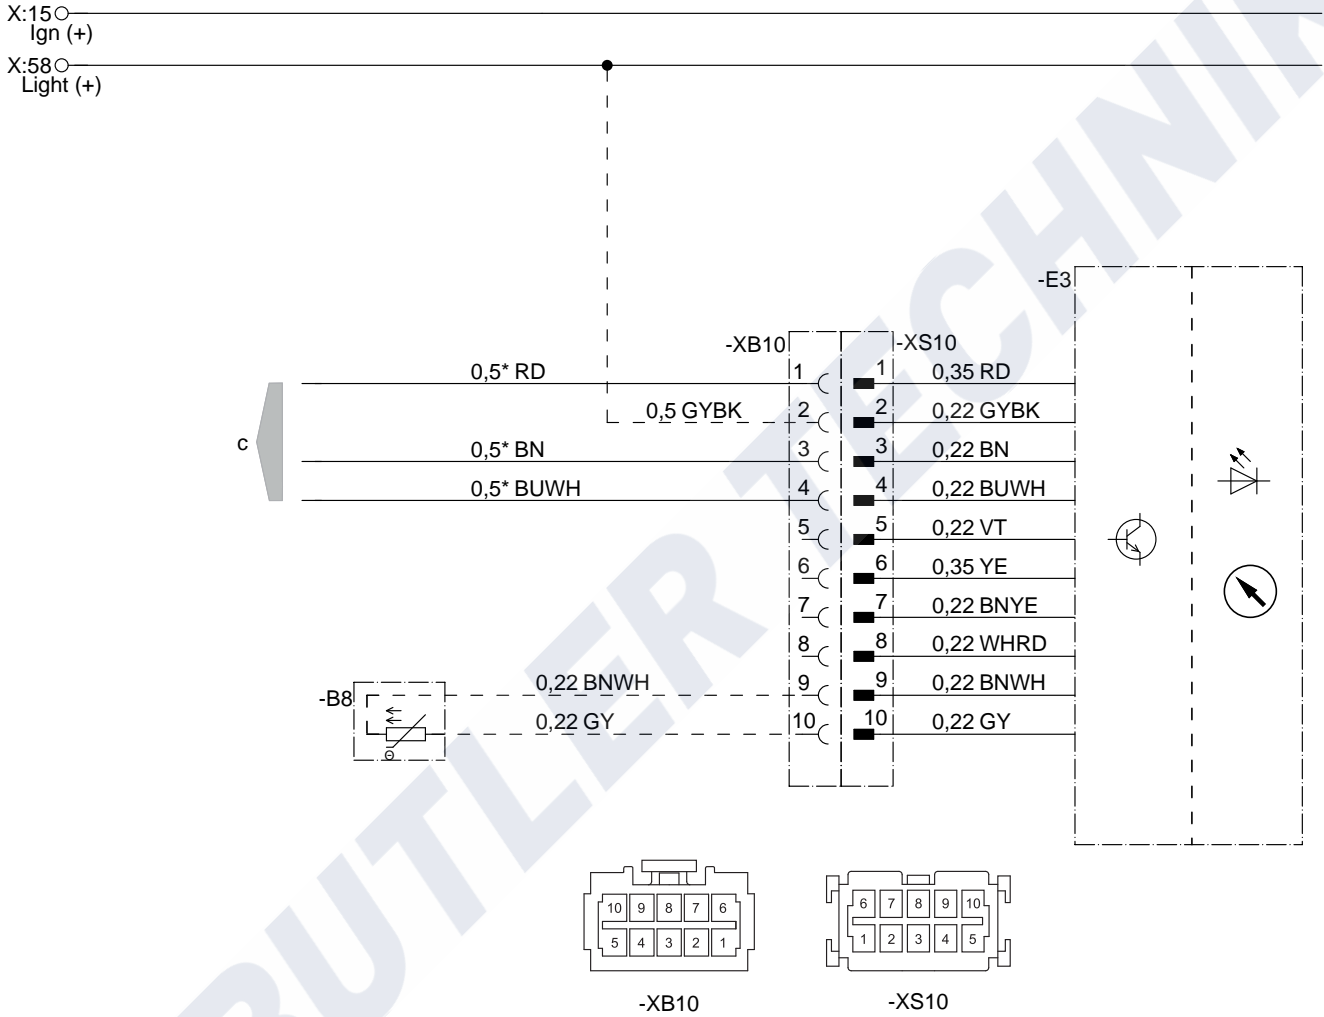 X:15
Ign (+)
X:58
Light (+)
-E3
-XB10 -XS10
0,5* RD 1 1 0,35 RD
0,5 GYBK 2 2 0,22 GYBK
c
0,5* BN 3 3 0,22 BN
0,5* BUWH 4 4 0,22 BUWH
5 5 0,22 VT
6 6 0,35 YE
7 7 0,22 BNYE
8 8 0,22 WHRD
-B8 0,22 BNWH 9 9 0,22 BNWH
0,22 GY 10 10 0,22 GY
10 9 8 7 6
5 4 3 2 1
-XB10
6 7 8 9 10
1 2 3 4 5
-XS10
BUTLER TECHNIK